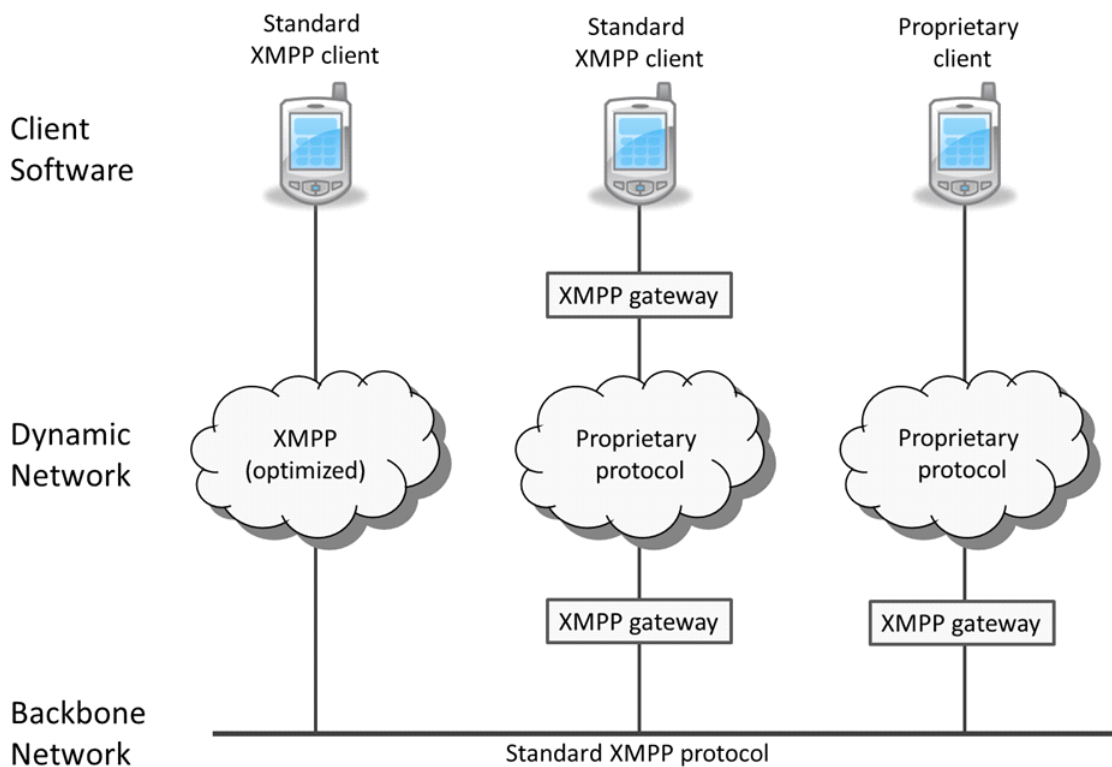 Standard
XMPP client
Standard
XMPP client
Proprietary
client
Client
Software
XMPP gateway
Dynamic
Network
XMPP
(optimized)
Proprietary
protocol
Proprietary
protocol
XMPP gateway
XMPP gateway
Backbone
Network
Standard XMPP protocol